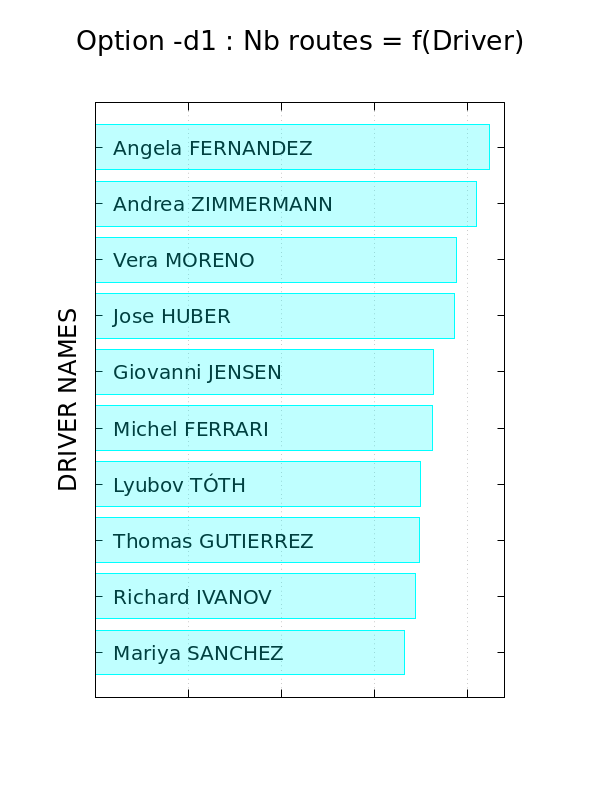 Option -d1 : Nb routes = f(Driver)
DRIVER NAMES
Angela FERNANDEZ
Andrea ZIMMERMANN
Vera MORENO
Jose HUBER
Giovanni JENSEN
Michel FERRARI
Lyubov TÓTH
Thomas GUTIERREZ
Richard IVANOV
Mariya SANCHEZ